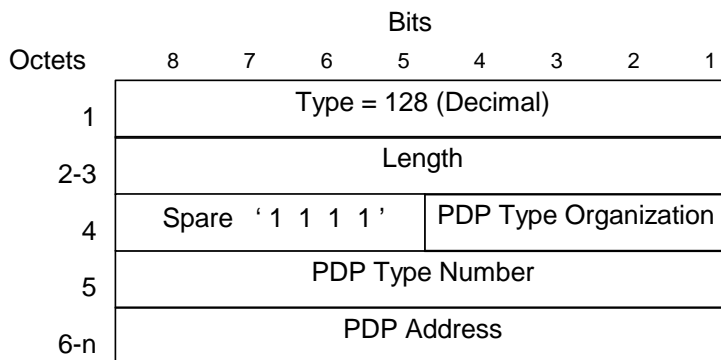 Bits
Octets 8 7 6 5 4 3 2 1
1 Type = 128 (Decimal)
2-3 Length
4 Spare ‘ 1 1 1 1 ’ PDP Type Organization
5 PDP Type Number
6-n PDP Address